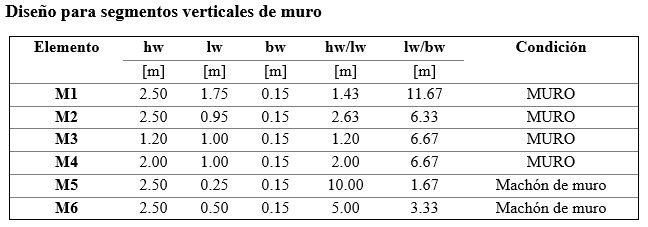 Diseño para segmentos verticales de muro
Elemento hw lw bw hw/lw lw/bw Condición
[m] [m] [m] [m] [m]
M1 2.50 1.75 0.15 1.43 11.67 MURO
M2 2.50 0.95 0.15 2.63 6.33 MURO
M3 1.20 1.00 0.15 1.20 6.67 MURO
M4 2.00 1.00 0.15 2.00 6.67 MURO
M5 2.50 0.25 0.15 10.00 1.67 Machón de muro
M6 2.50 0.50 0.15 5.00 3.33 Machón de muro